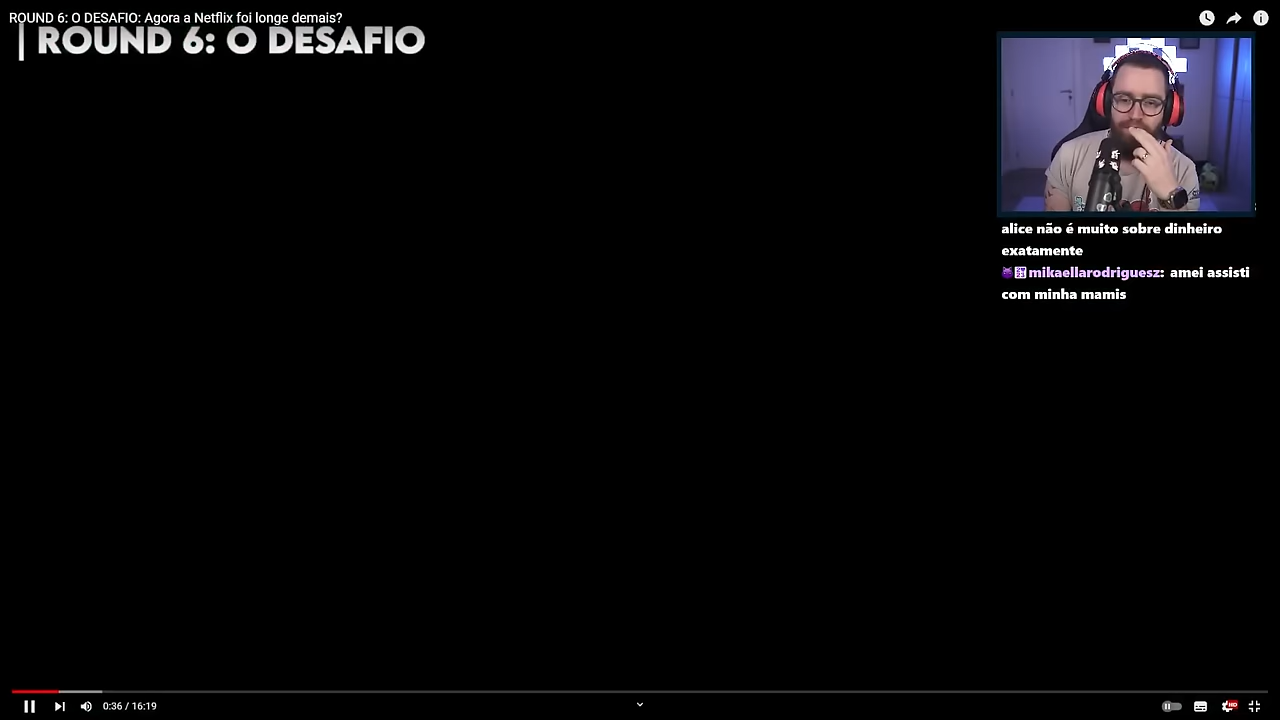 ROUND 6: O DESAFIO: Agora a Netflix foi longe demais?
| ROUND 6: O DESAFIO
alice não é muito sobre dinheiro
exatamente
mikaellarodriguesz: amei assisti
com minha mamis
0:36 / 16:19
HD